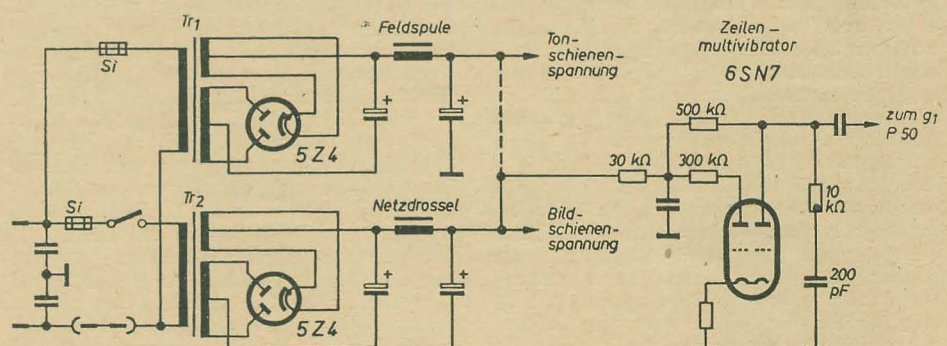 Tr1
Feldspule
Si
5Z4
+
+
Ton-
schienen-
spannung
Zeilen-
multivibrator
6SN7
500 kΩ
zum g1
P 50
30 kΩ
300 kΩ
10
kΩ
Si
Tr2
Netzdrossel
5Z4
+
+
Bild-
schienen-
spannung
200
pF